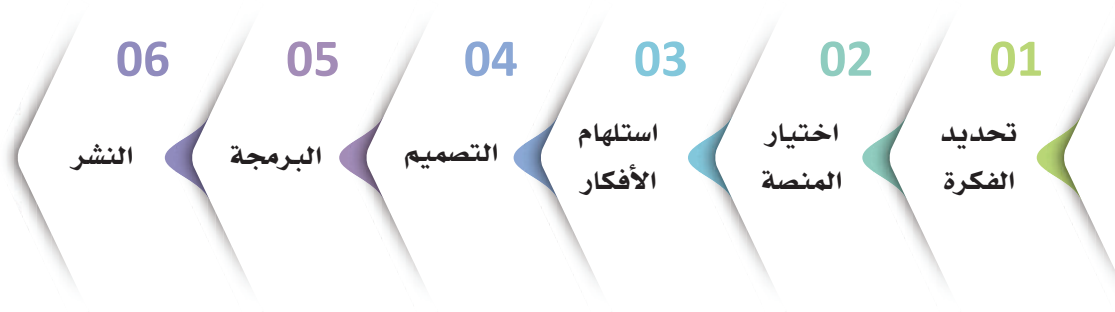 01
تحديد
الفكرة
02
اختيار
المنصة
03
استلهام
الأفكار
04
التصميم
05
البرمجة
06
النشر